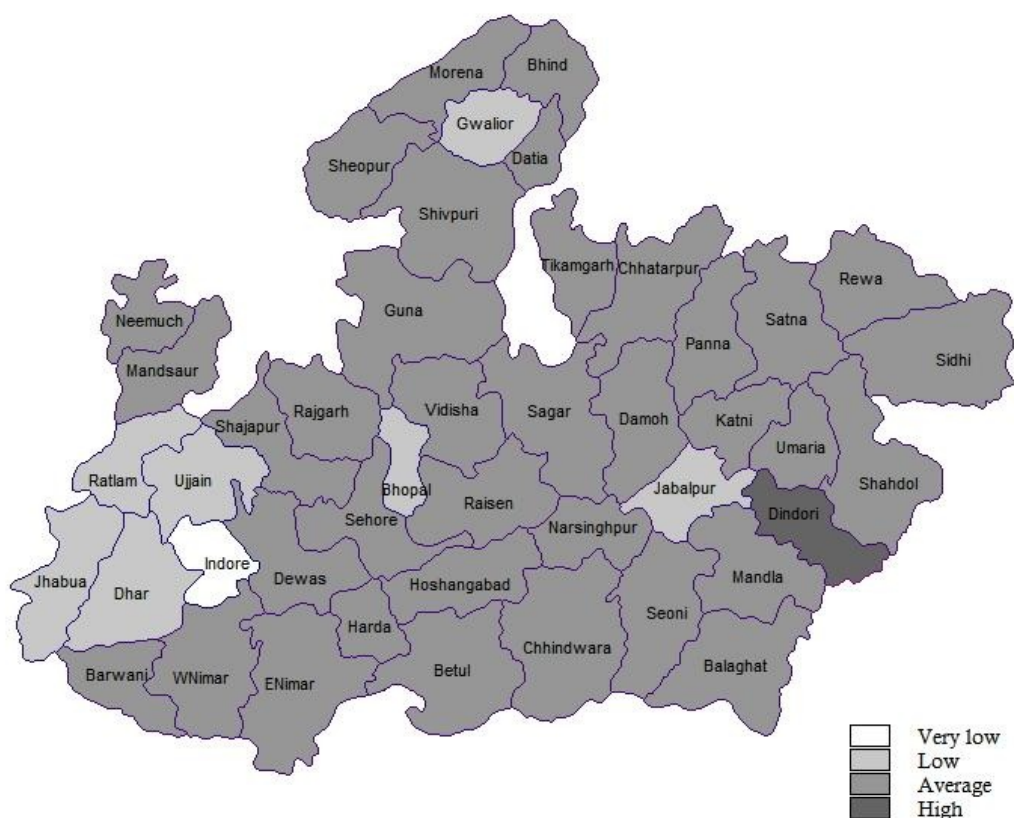 Bhind
Morena
Gwalior
Datia
Sheopur
Shivpuri
Tikamgarh
Chhatarpur
Rewa
Guna
Satna
Neemuch
Panna
Sidhi
Mandsaur
Rajgarh
Vidisha
Sagar
Damoh
Katni
Shajapur
Umaria
Ratlam
Ujjain
Bhopal
Jabalpur
Shahdol
Raisen
Dindori
Sehore
Narsinghpur
Indore
Dewas
Jhabua
Dhar
Hoshangabad
Mandla
Seoni
Harda
Chhindwara
Barwani
WNimar
ENimar
Betul
Balaghat
Very low
Low
Average
High